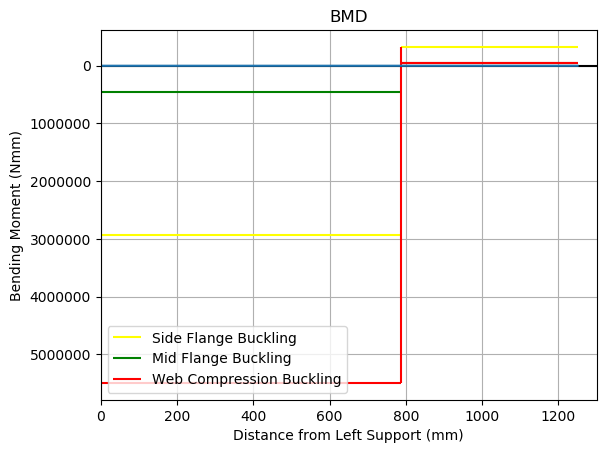 BMD
0
1000000
2000000
3000000
4000000
5000000
Bending Moment (Nmm)
Side Flange Buckling
Mid Flange Buckling
Web Compression Buckling
0 200 400 600 800 1000 1200
Distance from Left Support (mm)